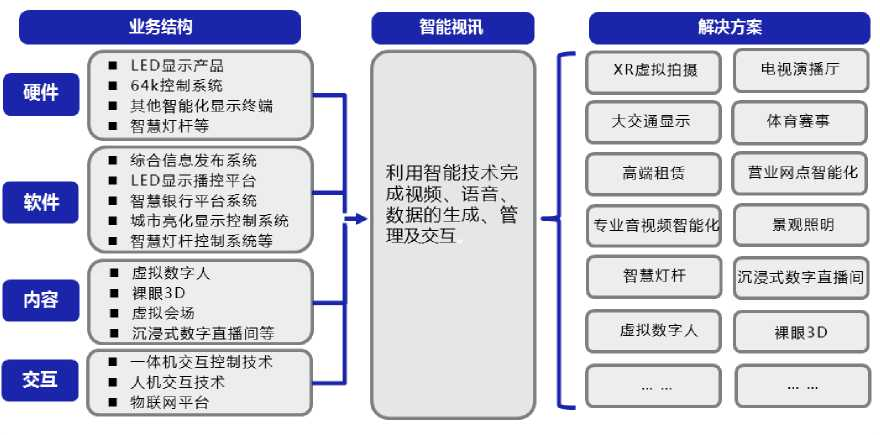 业务结构
智能视讯
解决方案
硬件
■ LED显示产品
■ 64k控制系统
■ 其他智能化显示终端
■ 智慧灯杆等
软件
■ 综合信息发布系统
■ LED显示播控平台
■ 智慧银行平台系统
■ 城市亮化显示控制系统
■ 智慧灯杆控制系统等
内容
■ 虚拟数字人
■ 裸眼3D
■ 虚拟会场
■ 沉浸式数字直播间等
交互
■ 一体机交互控制技术
■ 人机交互技术
■ 物联网平台
利用智能技术完
成视频、语音、
数据的生成、管
理及交互
XR虚拟拍摄
电视演播厅
大交通显示
体育赛事
高端租赁
营业网点智能化
专业音视频智能化
景观照明
智慧灯杆
沉浸式数字直播间
虚拟数字人
裸眼3D
... ...
... ...